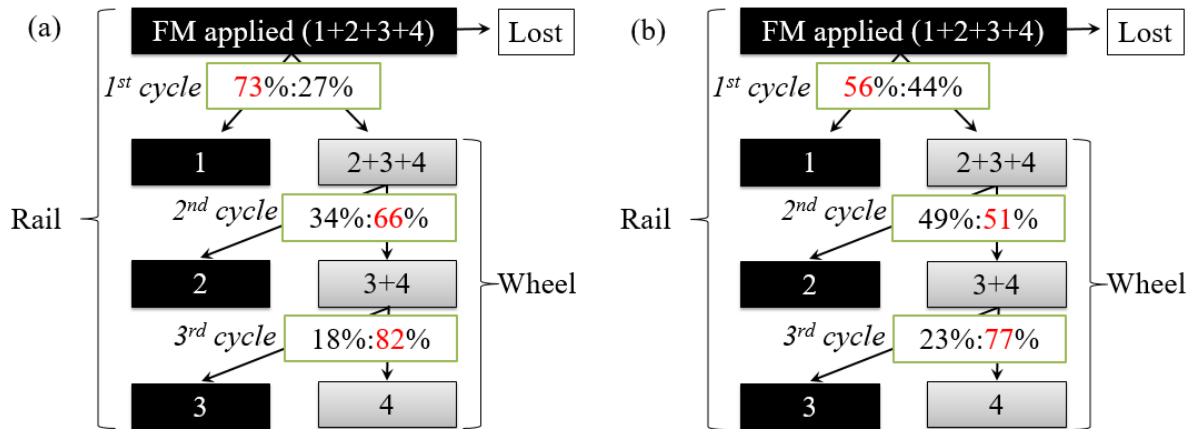 (a)
FM applied (1+2+3+4)
Lost
1st cycle
73%:27%
1
2+3+4
2nd cycle
34%:66%
Rail
2
3+4
Wheel
3rd cycle
18%:82%
3
4
(b)
FM applied (1+2+3+4)
Lost
1st cycle
56%:44%
1
2+3+4
2nd cycle
49%:51%
Rail
2
3+4
Wheel
3rd cycle
23%:77%
3
4